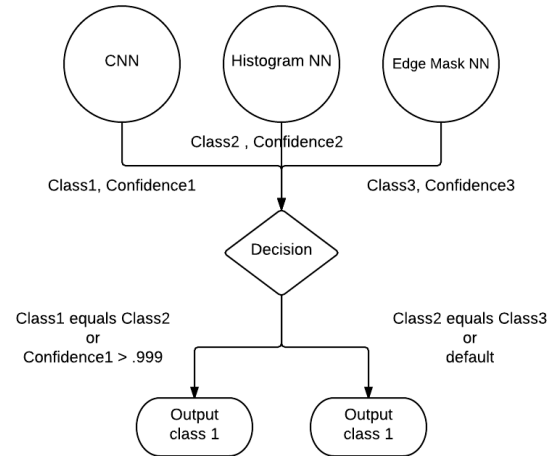 CNN
Histogram NN
Edge Mask NN
Class2 , Confidence2
Class1, Confidence1
Class3, Confidence3
Decision
Class1 equals Class2
or
Confidence1 > .999
Class2 equals Class3
or
default
Output
class 1
Output
class 1